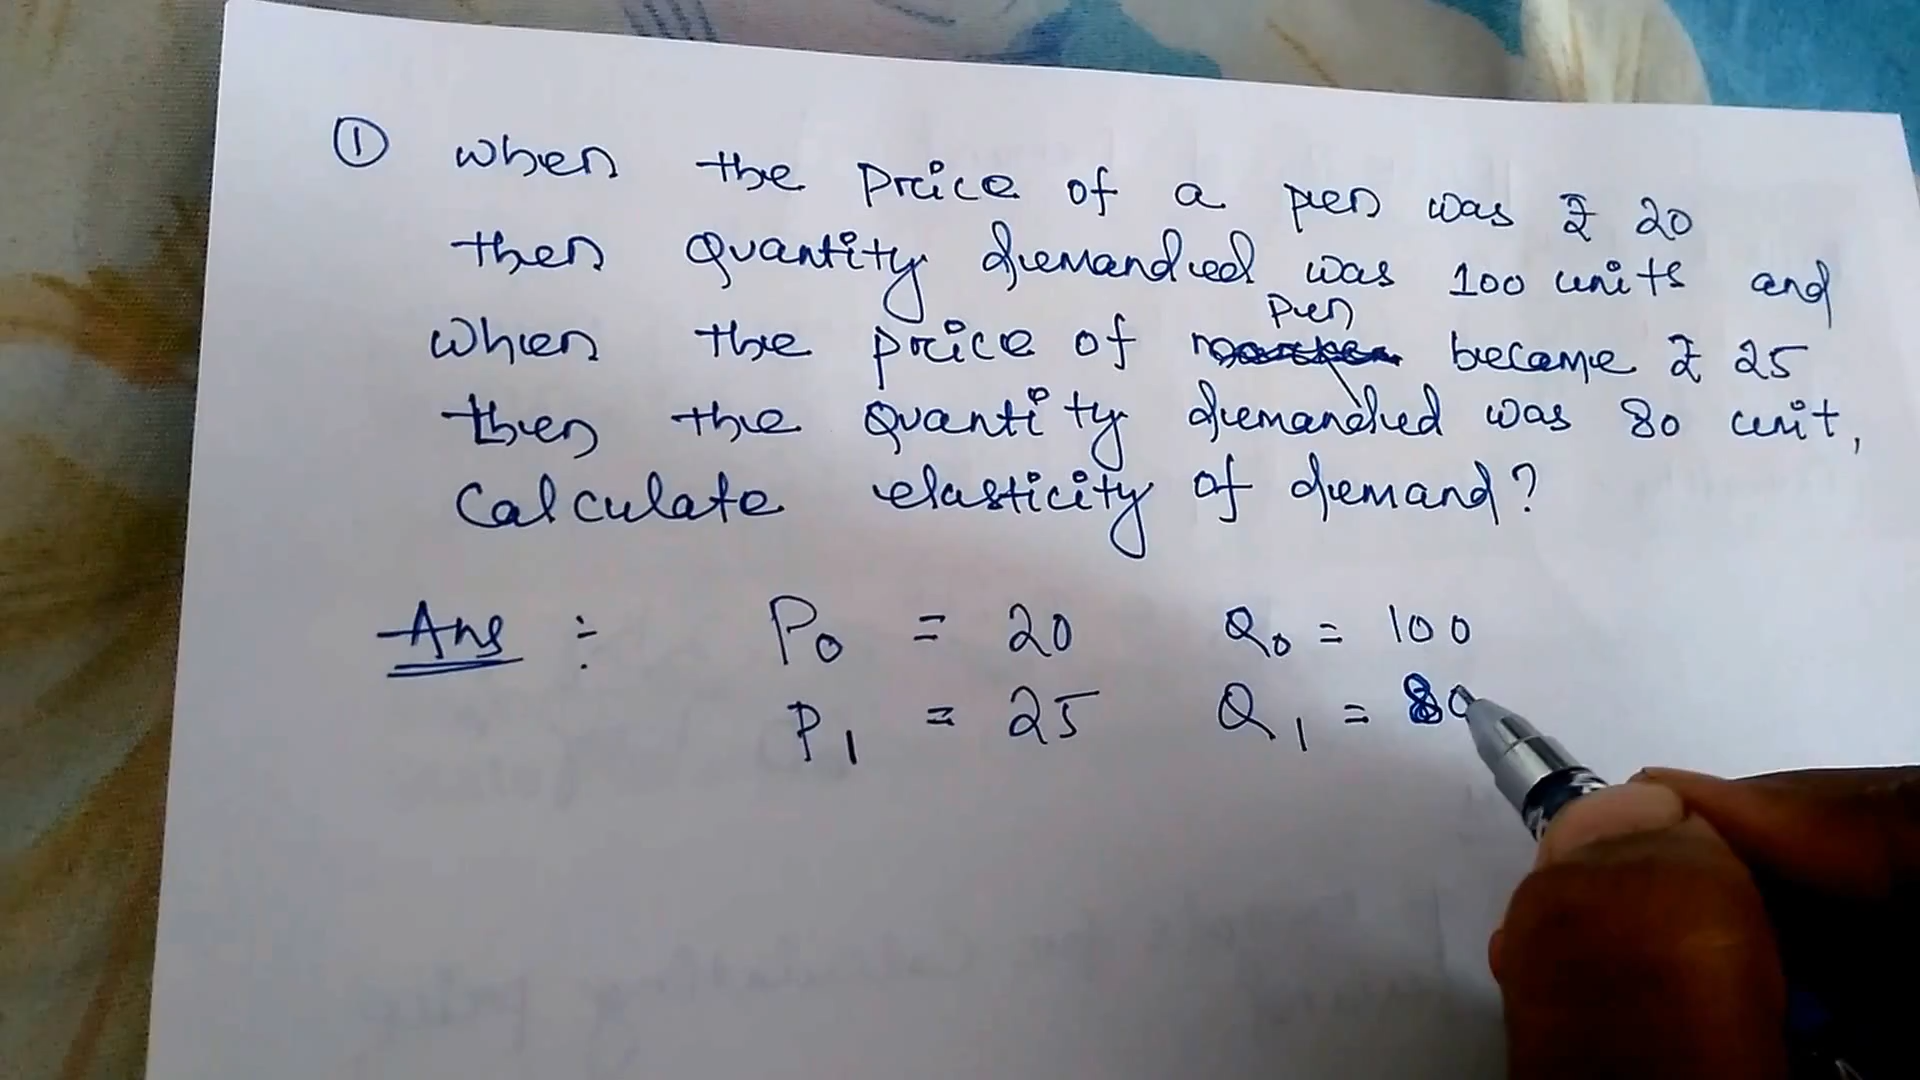 ① when the price of a pen was ₹ 20
then quantity demanded was 100 units and
pen
when the price of became ₹ 25
then the quantity demanded was 80 unit,
calculate elasticity of demand?
Ans ÷ P₀ = 20 Q₀ = 100
P₁ = 25 Q₁ = 80